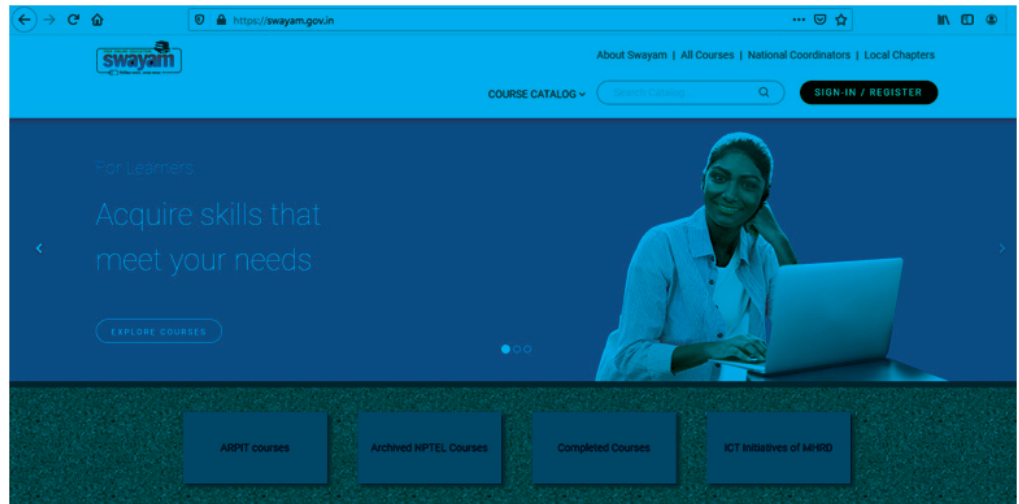 https://swayam.gov.in
swayam
About Swayam | All Courses | National Coordinators | Local Chapters
COURSE CATALOG
Search Catalog
SIGN-IN / REGISTER
For Learners
Acquire skills that
meet your needs
EXPLORE COURSES
ARPIT courses
Archived NPTEL Courses
Completed Courses
ICT Initiatives of MHRD